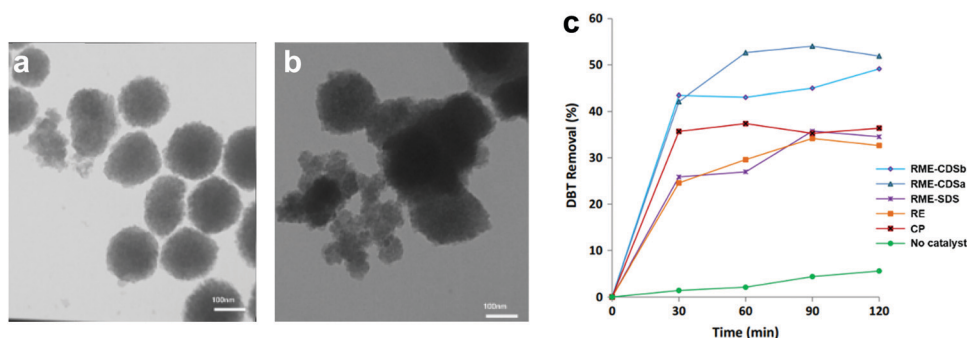 a
100nm
b
100nm
c
DBT Removal (%)
60
50
40
30
20
10
0
0 30 60 90 120
Time (min)
RME-CDSb
RME-CDSa
RME-SDS
RE
CP
No catalyst